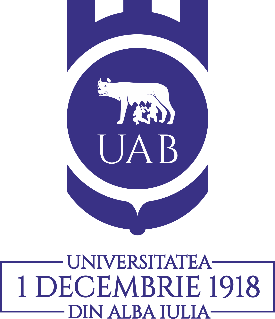 UAB
UNIVERSITATEA
1 DECEMBRIE 1918
DIN ALBA IULIA